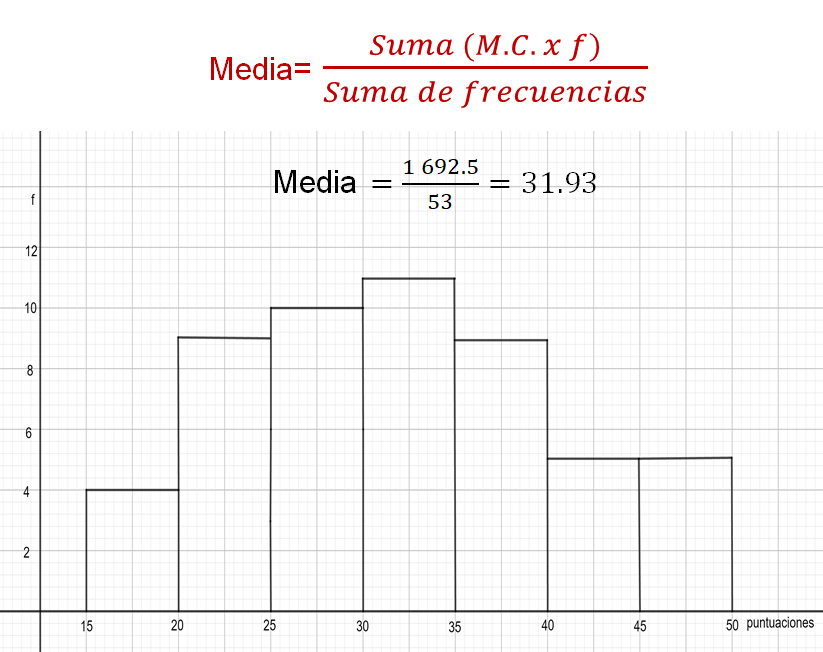 Media= Suma (M.C. x f) / Suma de frecuencias
Media = 1 692.5 / 53 = 31.93
f
12
10
8
6
4
2
15 20 25 30 35 40 45 50 puntuaciones